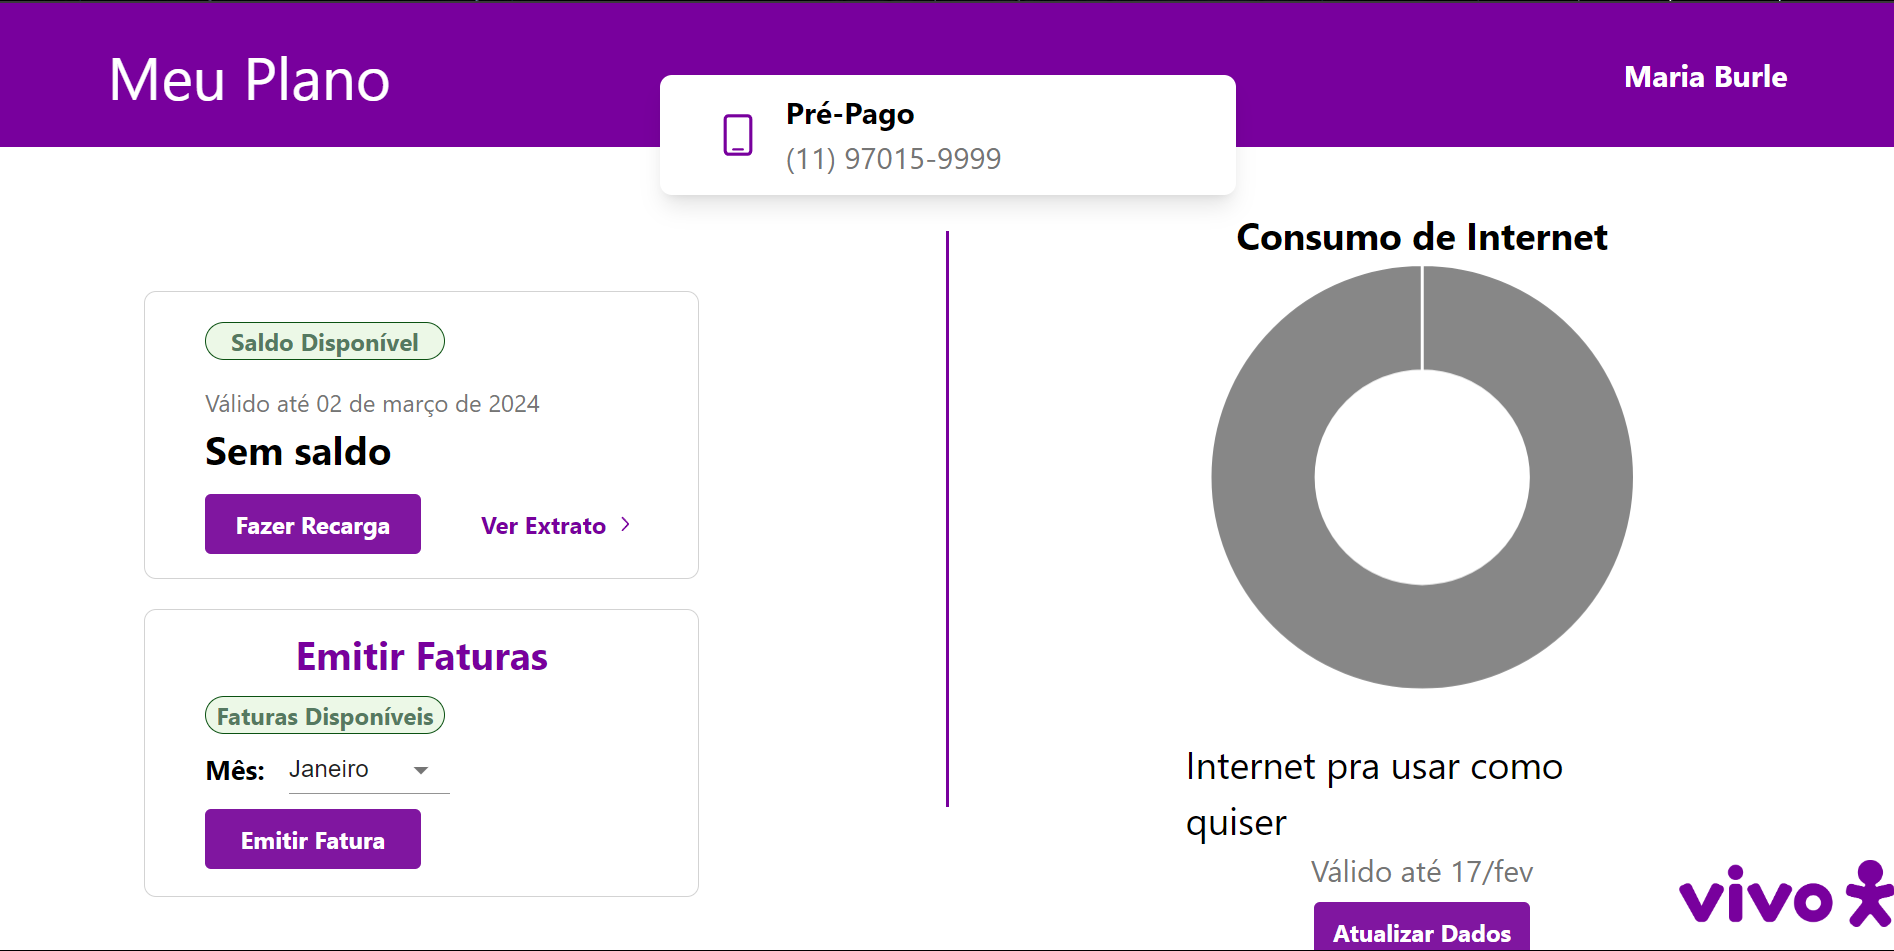 Meu Plano
Maria Burle
Pré-Pago
(11) 97015-9999
Saldo Disponível
Válido até 02 de março de 2024
Sem saldo
Fazer Recarga
Ver Extrato
Emitir Faturas
Faturas Disponíveis
Mês: Janeiro
Emitir Fatura
Consumo de Internet
Internet pra usar como
quiser
Válido até 17/fev
Atualizar Dados
vivo